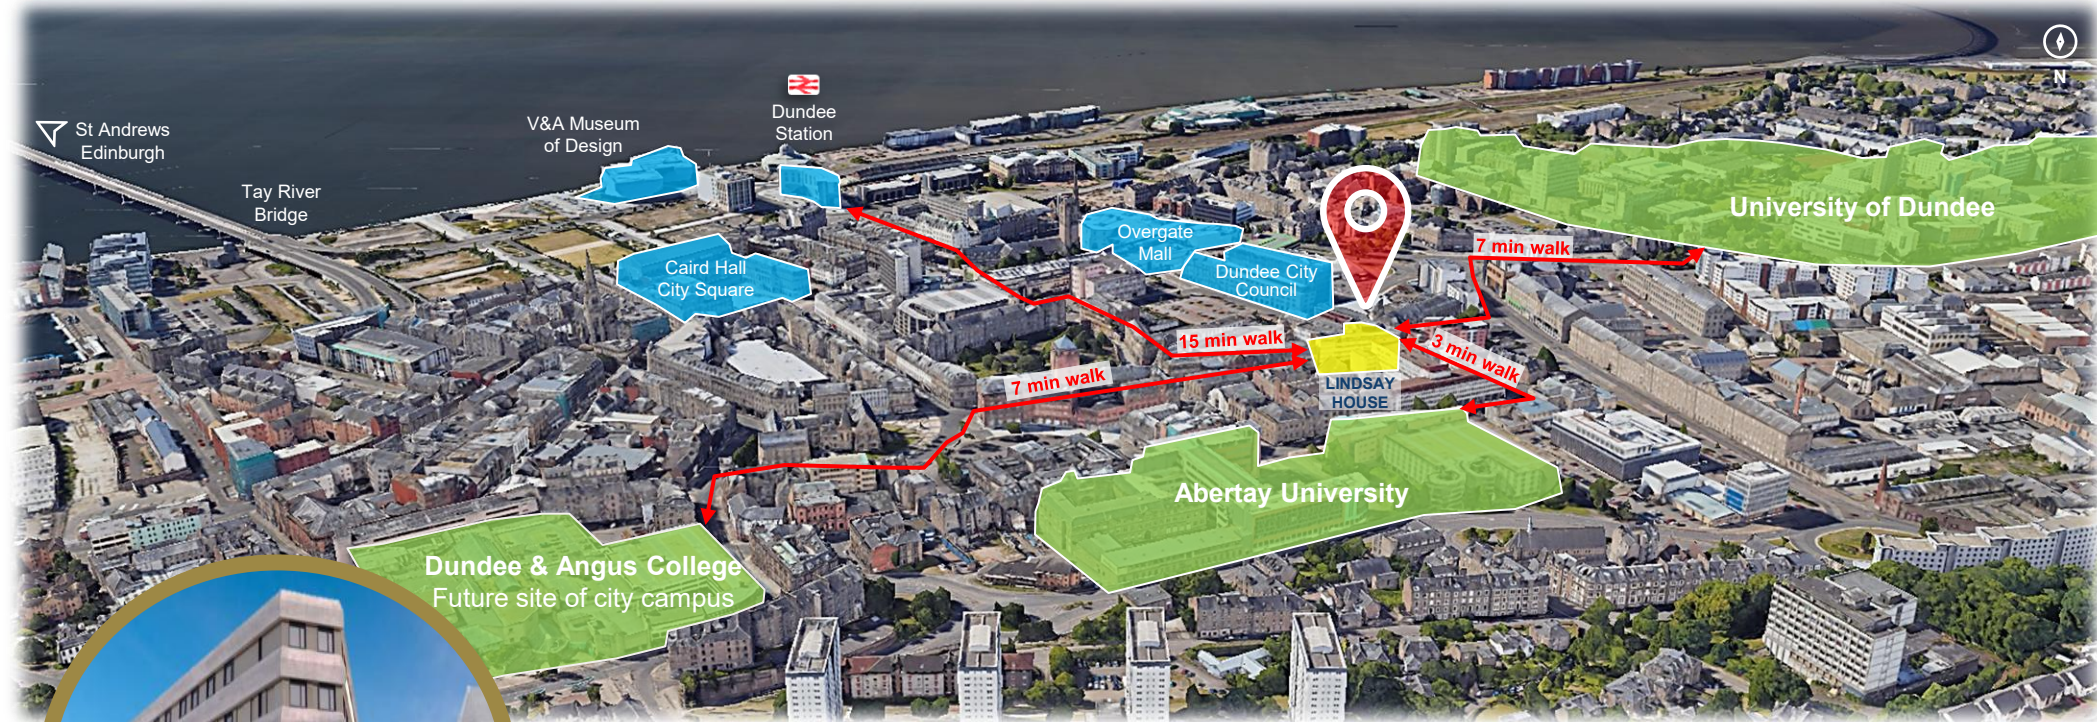 N
Dundee
Station
V&A Museum
of Design
St Andrews
Edinburgh
Tay River
Bridge
University of Dundee
Overgate
Mall
7 min walk
Caird Hall
City Square
Dundee City
Council
15 min walk
3 min walk
7 min walk
LINDSAY
HOUSE
Abertay University
Dundee & Angus College
Future site of city campus